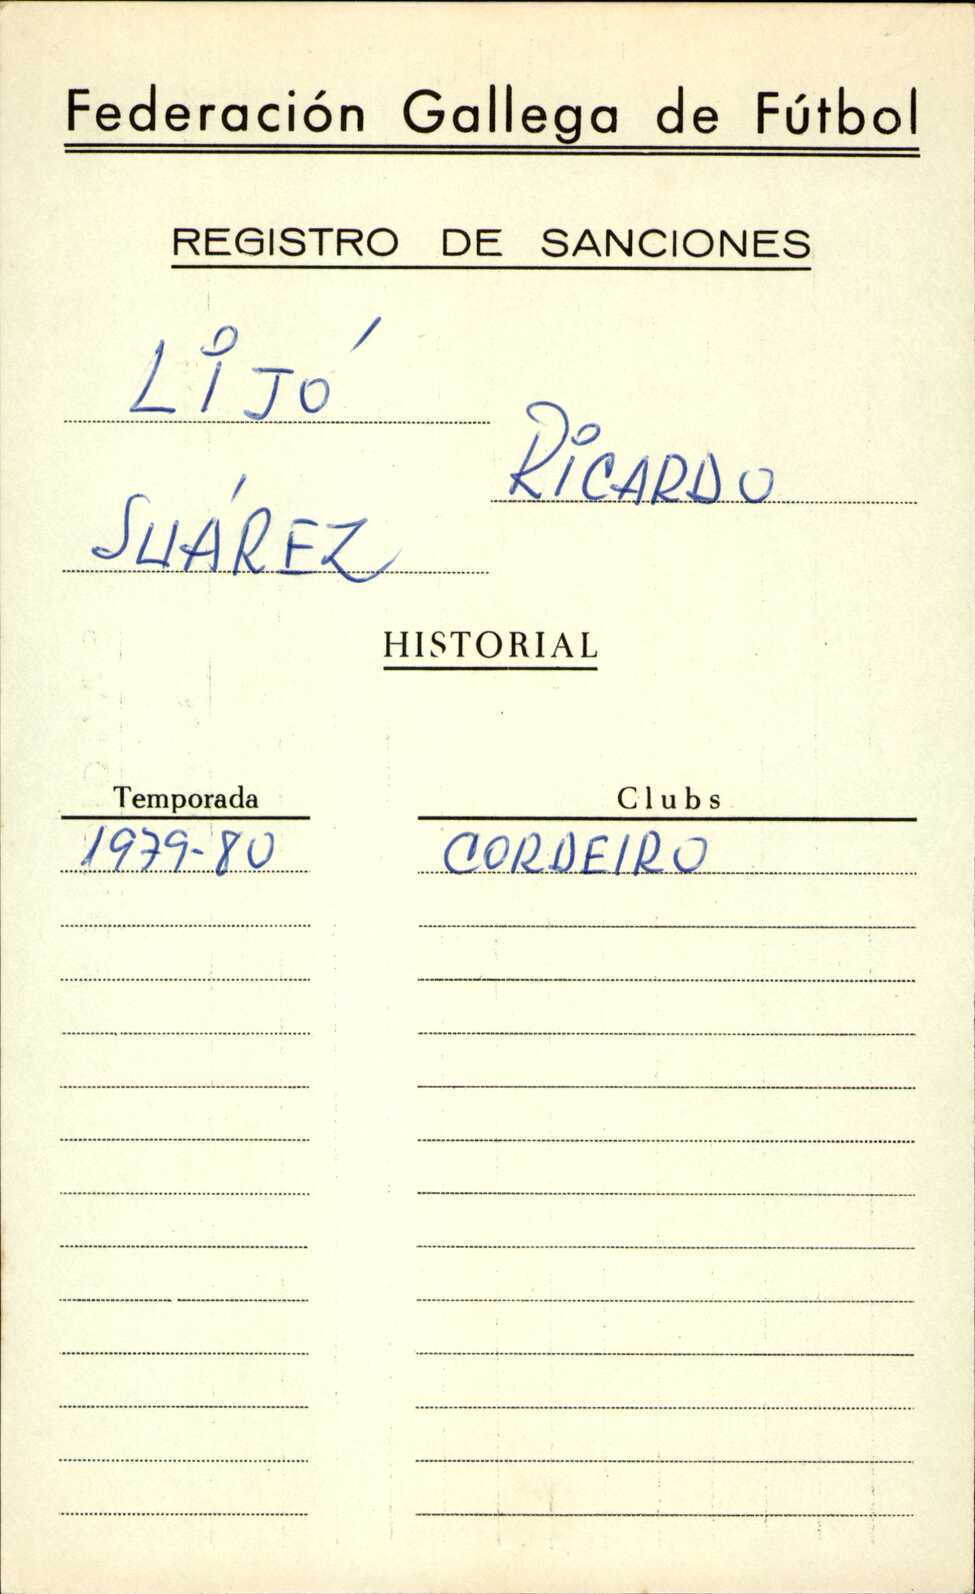 Federación Gallega de Fútbol
REGISTRO DE SANCIONES
LIJÓ
RICARDO
SUÁREZ
HISTORIAL
Temporada Clubs
1979-80 CORDEIRO